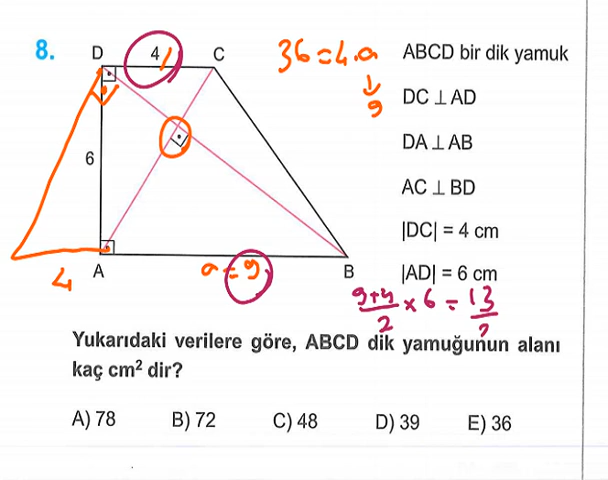 8.
D 4 C
36=4.a
ABCD bir dik yamuk
9
DC ⊥ AD
DA ⊥ AB
6
AC ⊥ BD
|DC| = 4 cm
4 A a=9 B
|AD| = 6 cm
9+4/2 × 6 = 13/2
Yukarıdaki verilere göre, ABCD dik yamuğunun alanı
kaç cm² dir?
A) 78 B) 72 C) 48 D) 39 E) 36